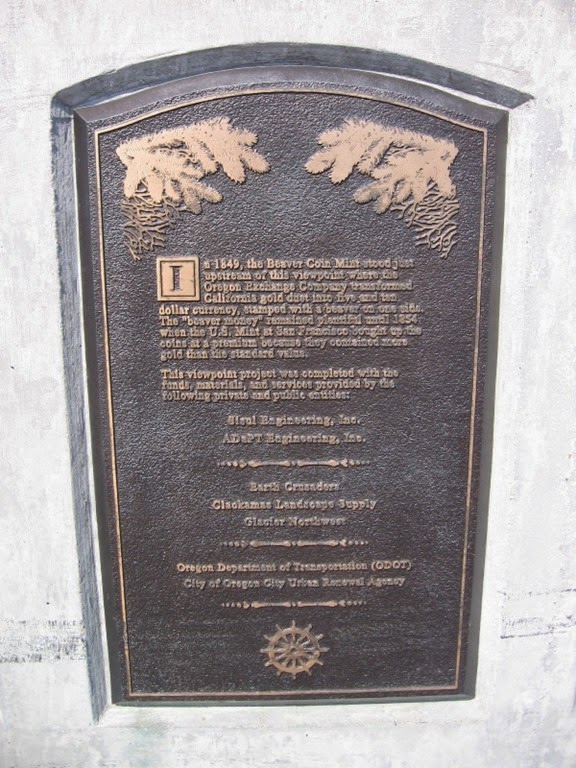 In 1849, the Beaver Coin Mint stood just
upstream of this viewpoint where the
Oregon Exchange Company transformed
California gold dust into five and ten
dollar currency, stamped with a beaver on one side.
The "beaver money" remained plentiful until 1854
when the U.S. Mint at San Francisco bought up the
coins at a premium because they contained more
gold than the standard value.
This viewpoint project was completed with the
funds, materials, and services provided by the
following private and public entities:
Sisul Engineering, Inc.
ADaPT Engineering, Inc.
Earth Crusaders
Clackamas Landscape Supply
Glacier Northwest
Oregon Department of Transportation (ODOT)
City of Oregon City Urban Renewal Agency